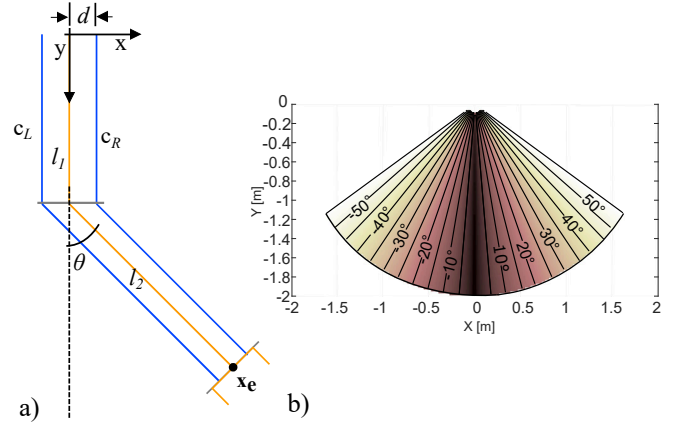 d
x
y
c_L
c_R
l_1
θ
l_2
x_e
a)
b)
0
-0.2
-0.4
-0.6
-0.8
-1
-1.2
-1.4
-1.6
-1.8
-2
Y [m]
-50°
-40°
-30°
-20°
-10°
10°
20°
30°
40°
50°
-2
-1.5
-1
-0.5
0
0.5
1
1.5
2
X [m]